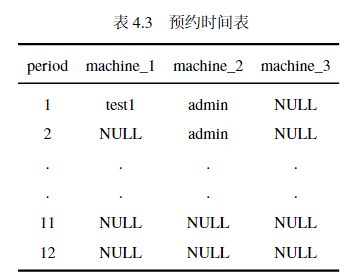 表 4.3 预约时间表
period machine_1 machine_2 machine_3
1 test1 admin NULL
2 NULL admin NULL
. . . .
. . . .
11 NULL NULL NULL
12 NULL NULL NULL